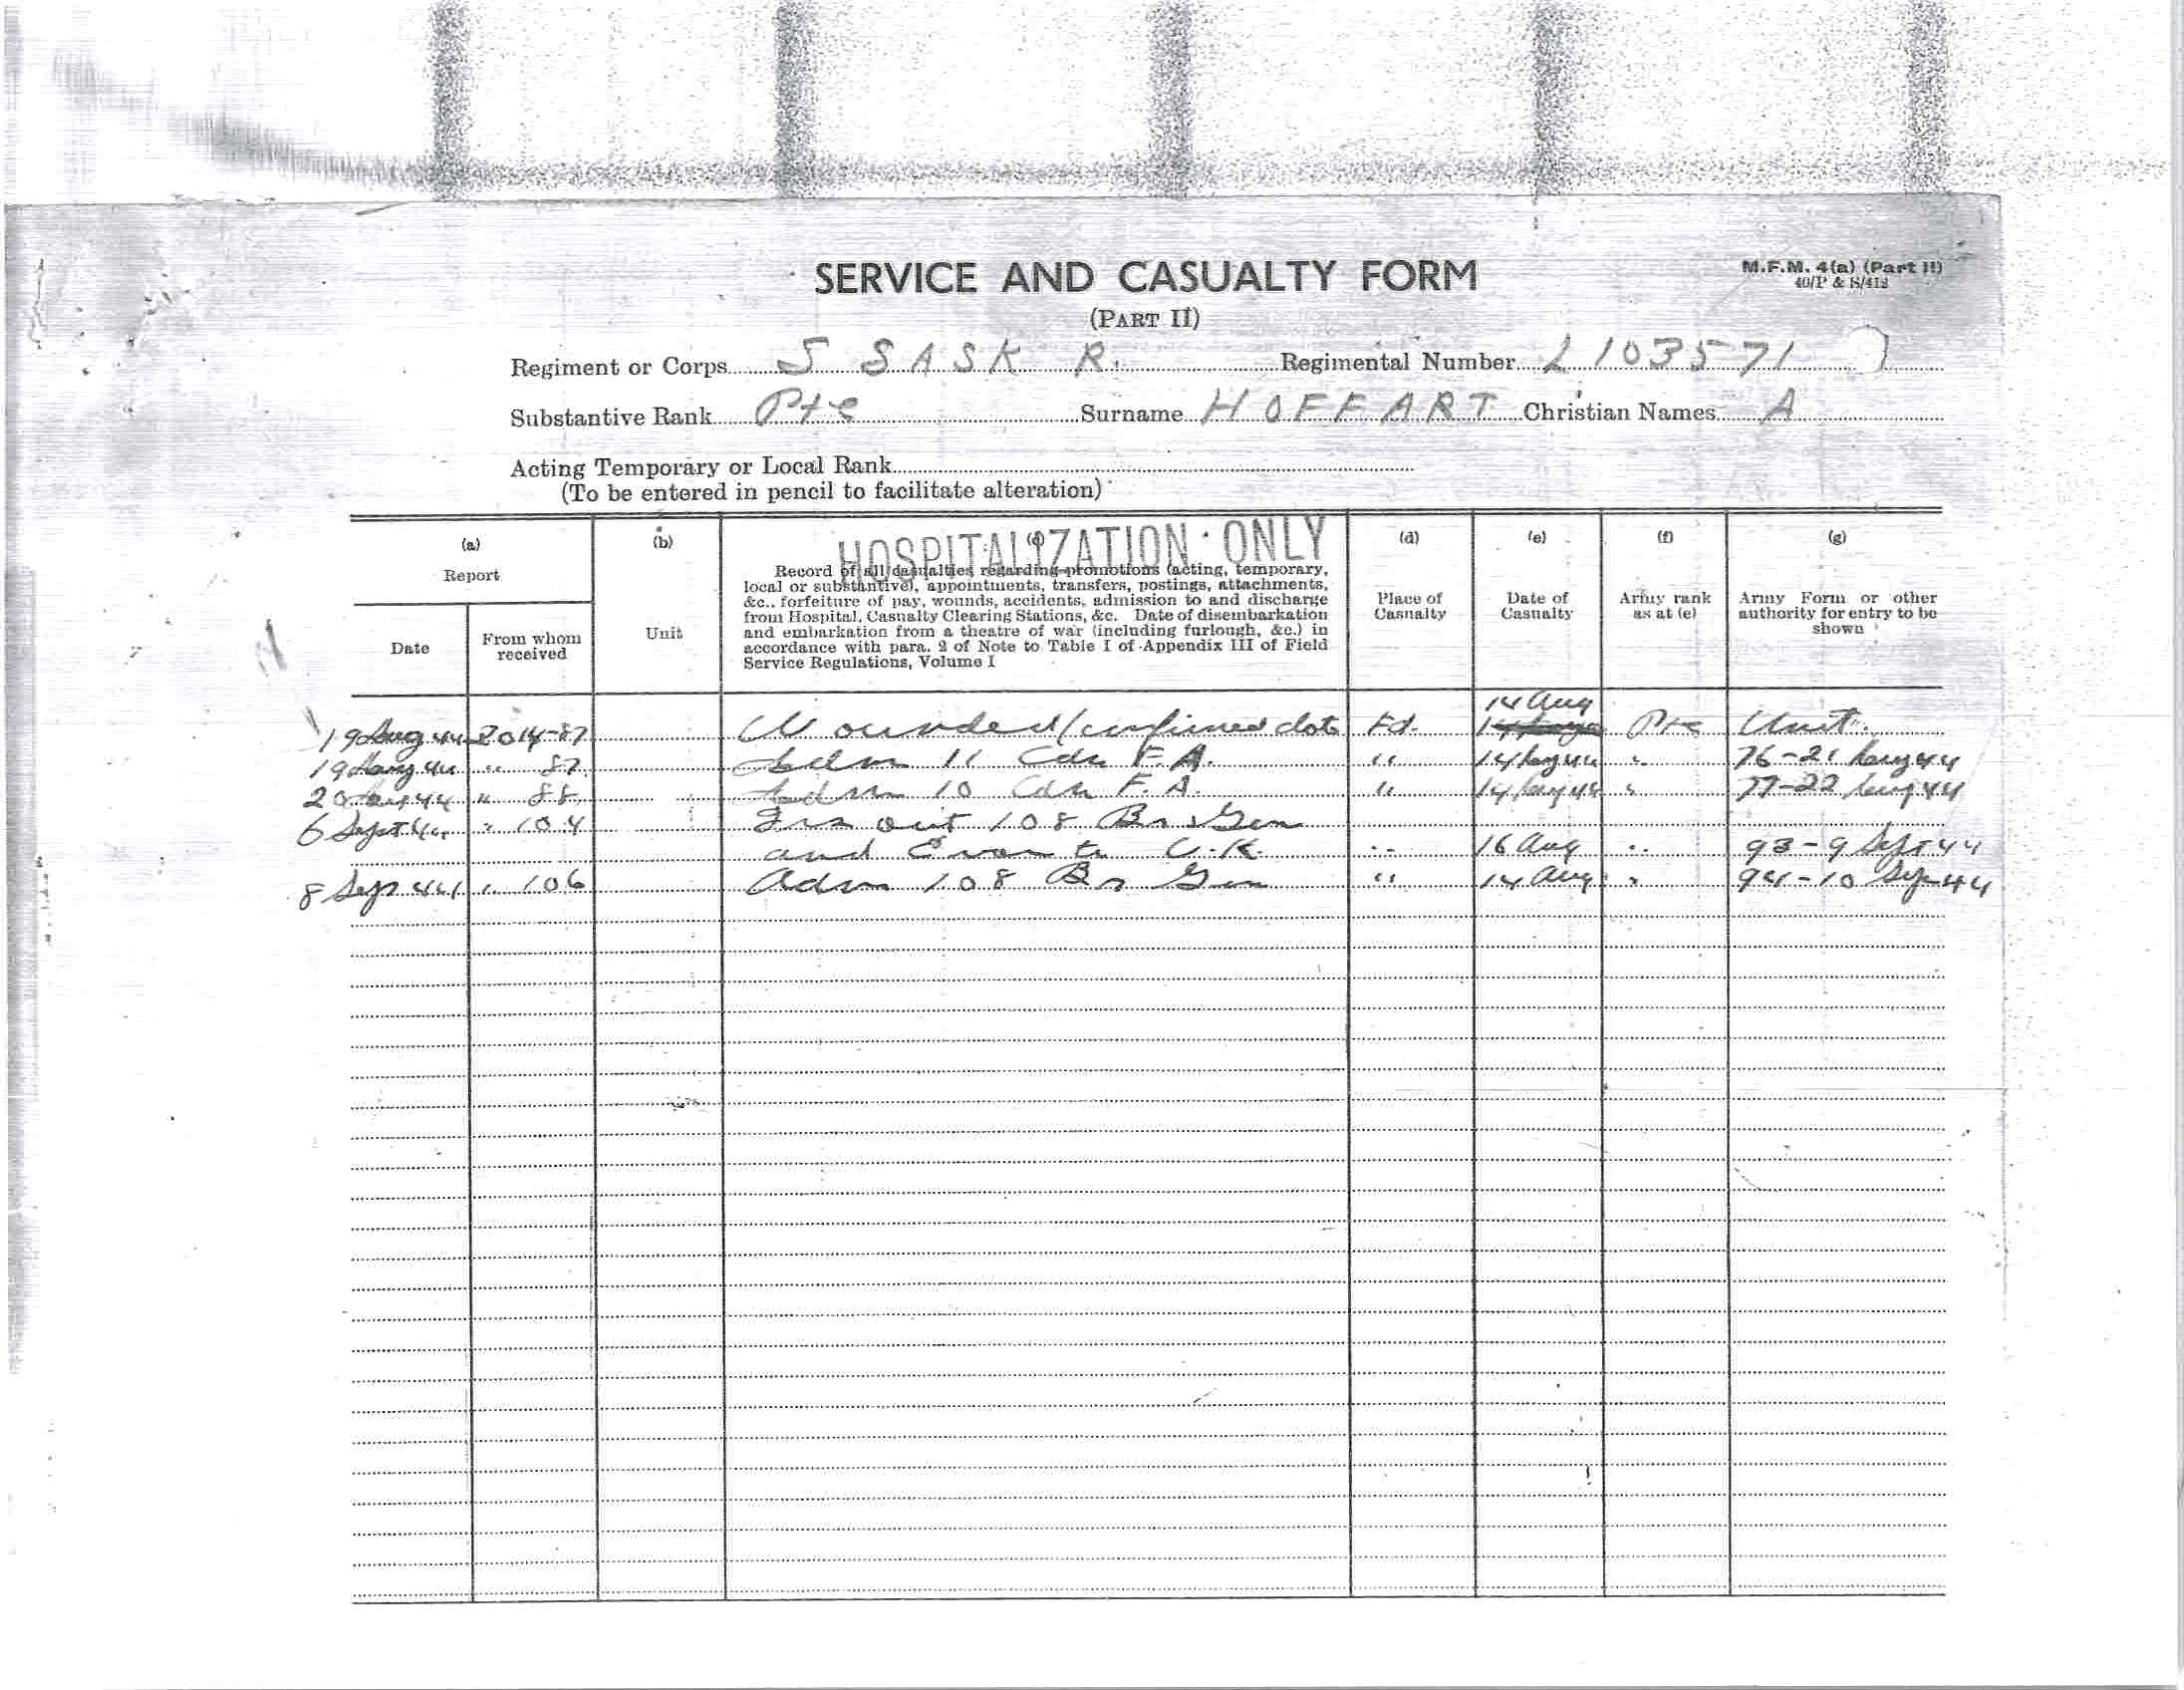 SERVICE AND CASUALTY FORM
M.F.M. 4(a) (Part II)
40/P & S/412
(PART II)
Regiment or Corps S SASK R. Regimental Number L103571
Substantive Rank Pte Surname HOFFART Christian Names A
Acting Temporary or Local Rank
(To be entered in pencil to facilitate alteration)
HOSPITALIZATION ONLY
(a) (b) (d) (e) (f) (g)
Report
Date
From whom received
Unit
Record of all casualties regarding promotions (acting, temporary,
local or substantive), appointments, transfers, postings, attachments,
&c., forfeiture of pay, wounds, accidents, admission to and discharge
from Hospital, Casualty Clearing Stations, &c. Date of disembarkation
and embarkation from a theatre of war (including furlough, &c.) in
accordance with para. 2 of Note to Table I of Appendix III of Field
Service Regulations, Volume I
Place of Casualty
Date of Casualty
Army rank as at (e)
Army Form or other authority for entry to be shown
14 Aug
19 Aug 44 2014-87 Wounded/confirmed date Fd. Pte Unit
19 Aug 44 " 87 Adm 11 Cdn F.A. " 14 Aug 44 " 76-21 Aug 44
20 Aug 44 " 88 Adm 10 Cdn F.A. " 14 Aug 44 " 77-22 Aug 44
6 Sept 44 " 104 Trs out 108 Br Gen
and Evac to U.K. " 16 Aug " 93-9 Sept 44
8 Sep 44 " 106 Adm 108 Br Gen " 14 Aug " 94-10 Sep 44